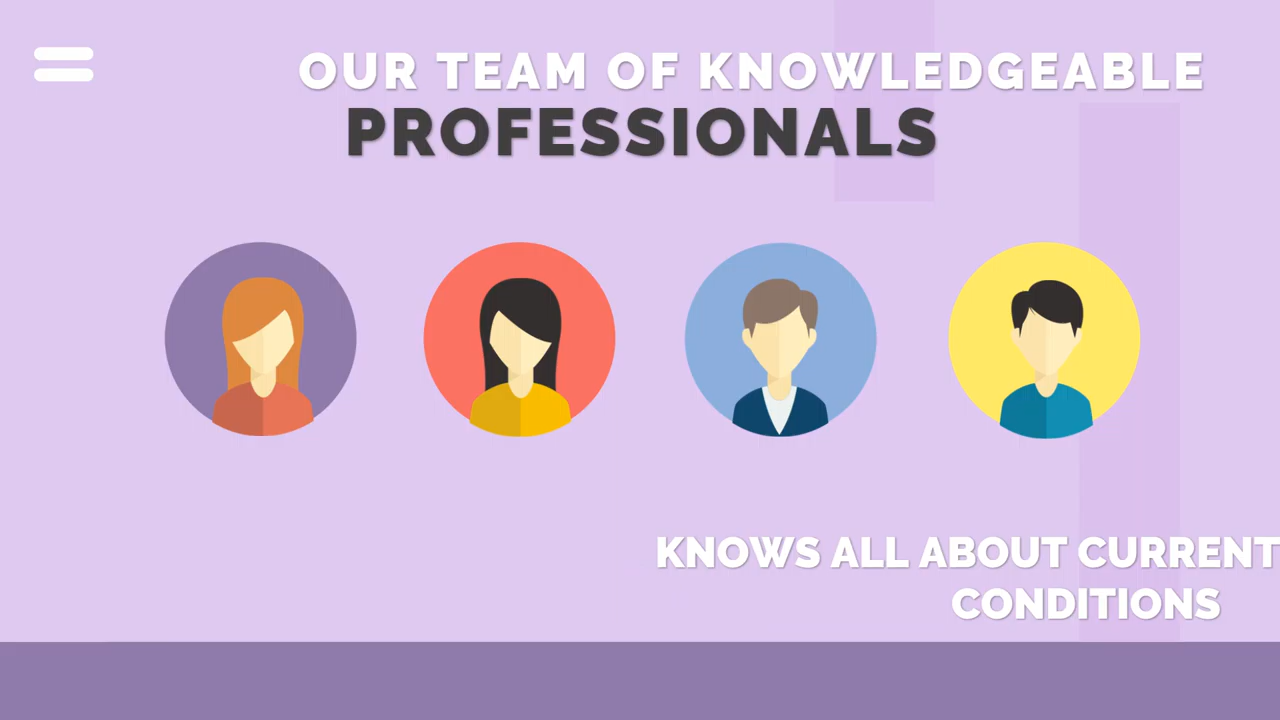 OUR TEAM OF KNOWLEDGEABLE
PROFESSIONALS
KNOWS ALL ABOUT CURRENT
CONDITIONS